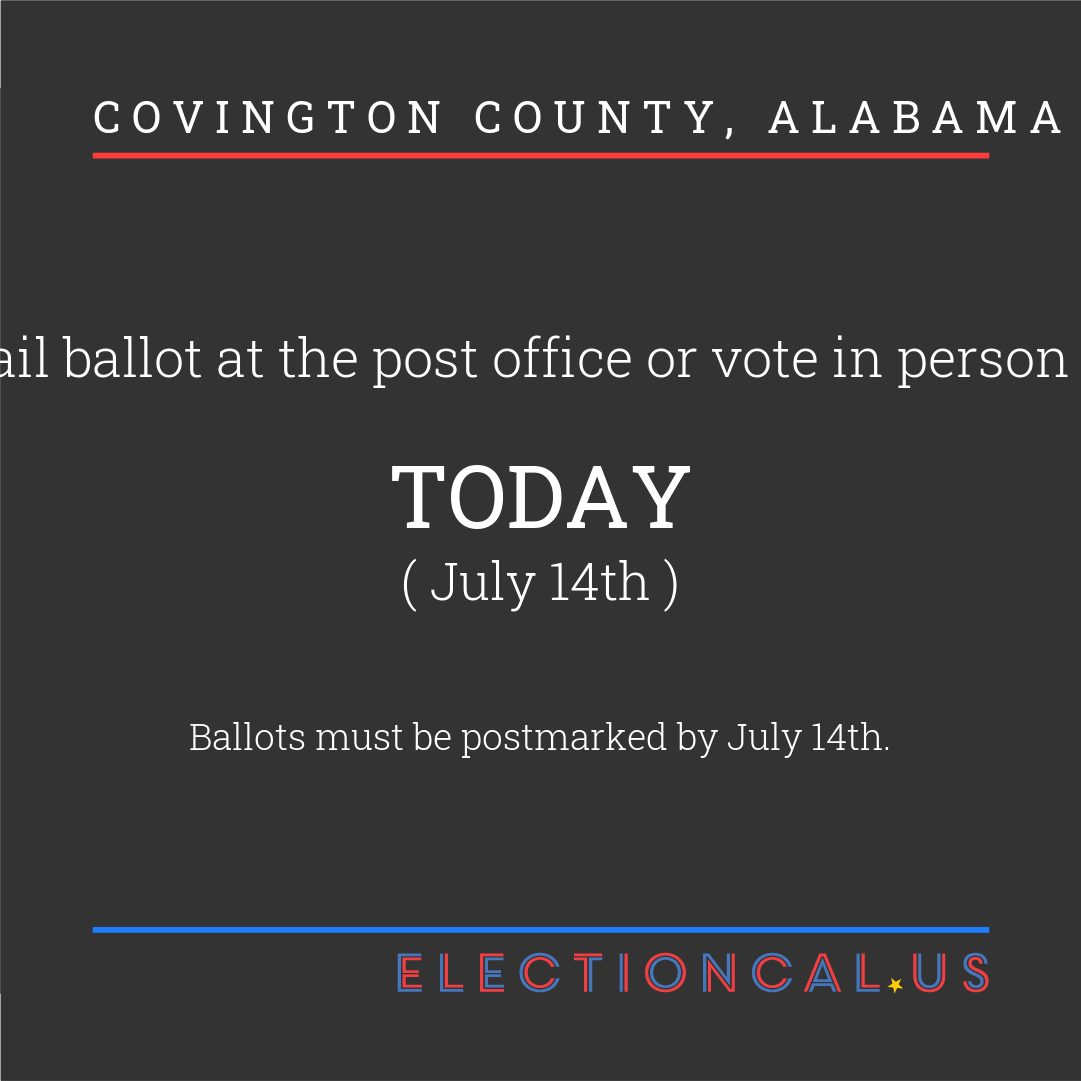 COVINGTON COUNTY, ALABAMA
ail ballot at the post office or vote in person
TODAY
( July 14th )
Ballots must be postmarked by July 14th.
ELECTIONCAL.US